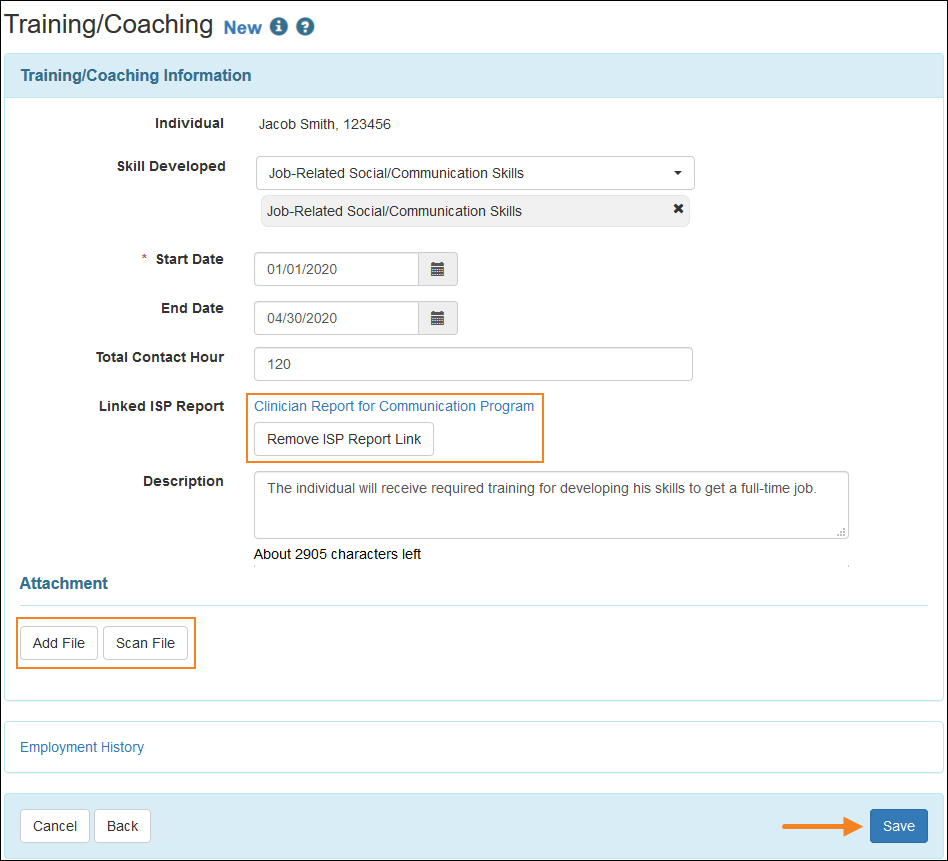 Training/Coaching New
Training/Coaching Information
Individual Jacob Smith, 123456
Skill Developed Job-Related Social/Communication Skills
Job-Related Social/Communication Skills
* Start Date 01/01/2020
End Date 04/30/2020
Total Contact Hour 120
Linked ISP Report Clinician Report for Communication Program
Remove ISP Report Link
Description The individual will receive required training for developing his skills to get a full-time job.
About 2905 characters left
Attachment
Add File Scan File
Employment History
Cancel Back Save